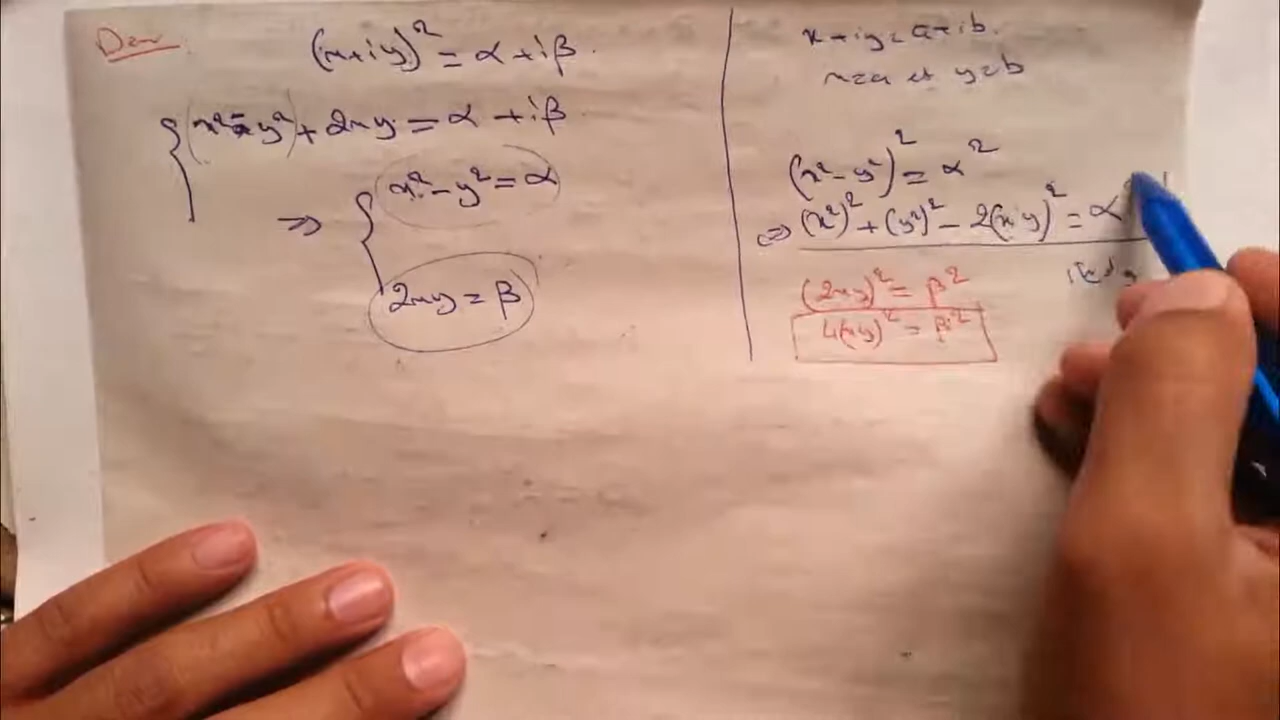 Dem
(x+iy)² = α+iβ.
(x²-y²)+2xy = α+iβ
⇒ { x²-y² = α
2xy = β
x+iy=a+ib.
x=a et y=b
(x²-y²)² = α²
⇔ (x²)²+(y²)²-2(xy)² = α
(2xy)² = β²
4(xy)² = β²